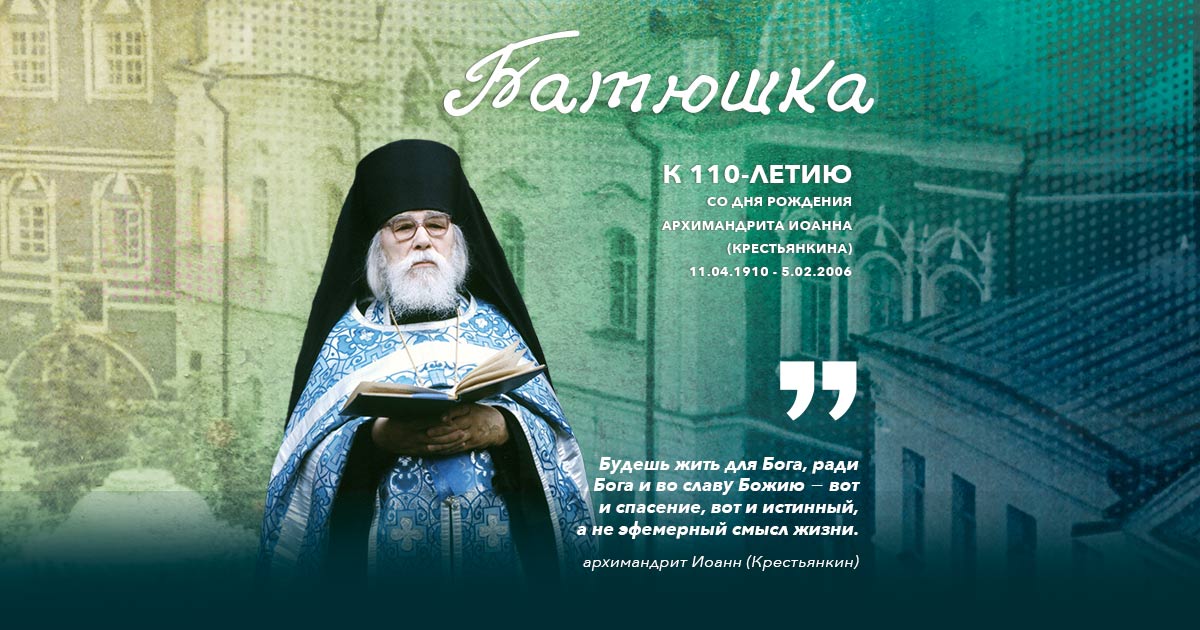 Батюшка
К 110-ЛЕТИЮ
СО ДНЯ РОЖДЕНИЯ
АРХИМАНДРИТА ИОАННА
(КРЕСТЬЯНКИНА)
11.04.1910 - 5.02.2006
”
Будешь жить для Бога, ради
Бога и во славу Божию — вот
и спасение, вот и истинный,
а не эфемерный смысл жизни.
архимандрит Иоанн (Крестьянкин)